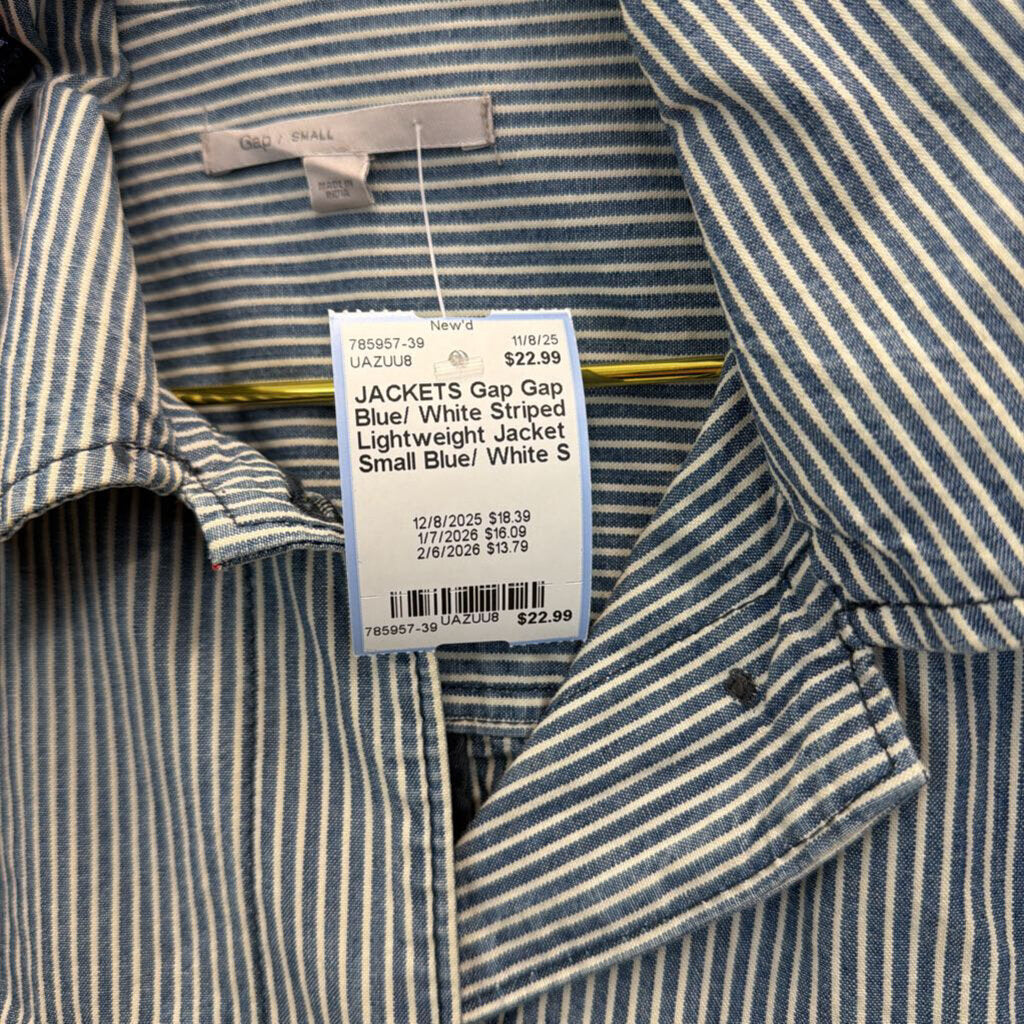 Gap / SMALL
MADE IN
INDIA
New'd
785957-39 11/8/25
UAZUU8 $22.99
JACKETS Gap Gap
Blue/ White Striped
Lightweight Jacket
Small Blue/ White S
12/8/2025 $18.39
1/7/2026 $16.09
2/6/2026 $13.79
785957-39 UAZUU8 $22.99